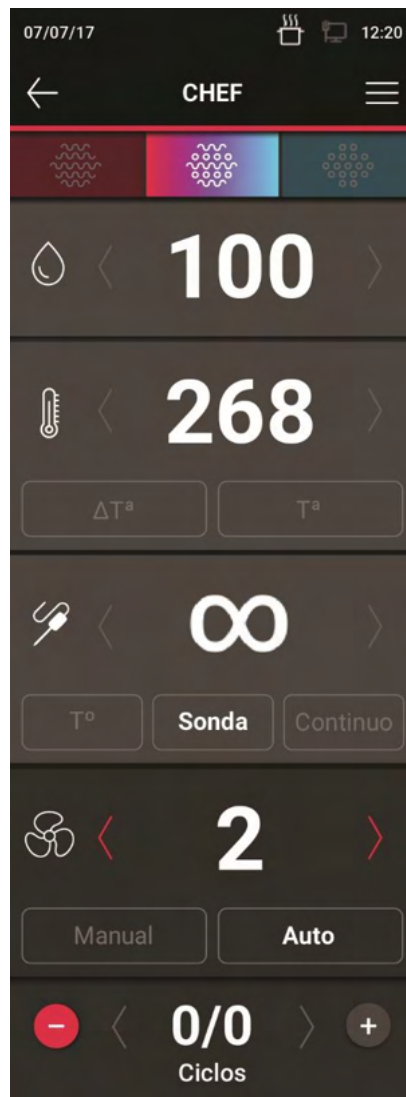 07/07/17 12:20
CHEF
100
268
ΔTª Tª
∞
Tº Sonda Continuo
2
Manual Auto
− 0/0 +
Ciclos